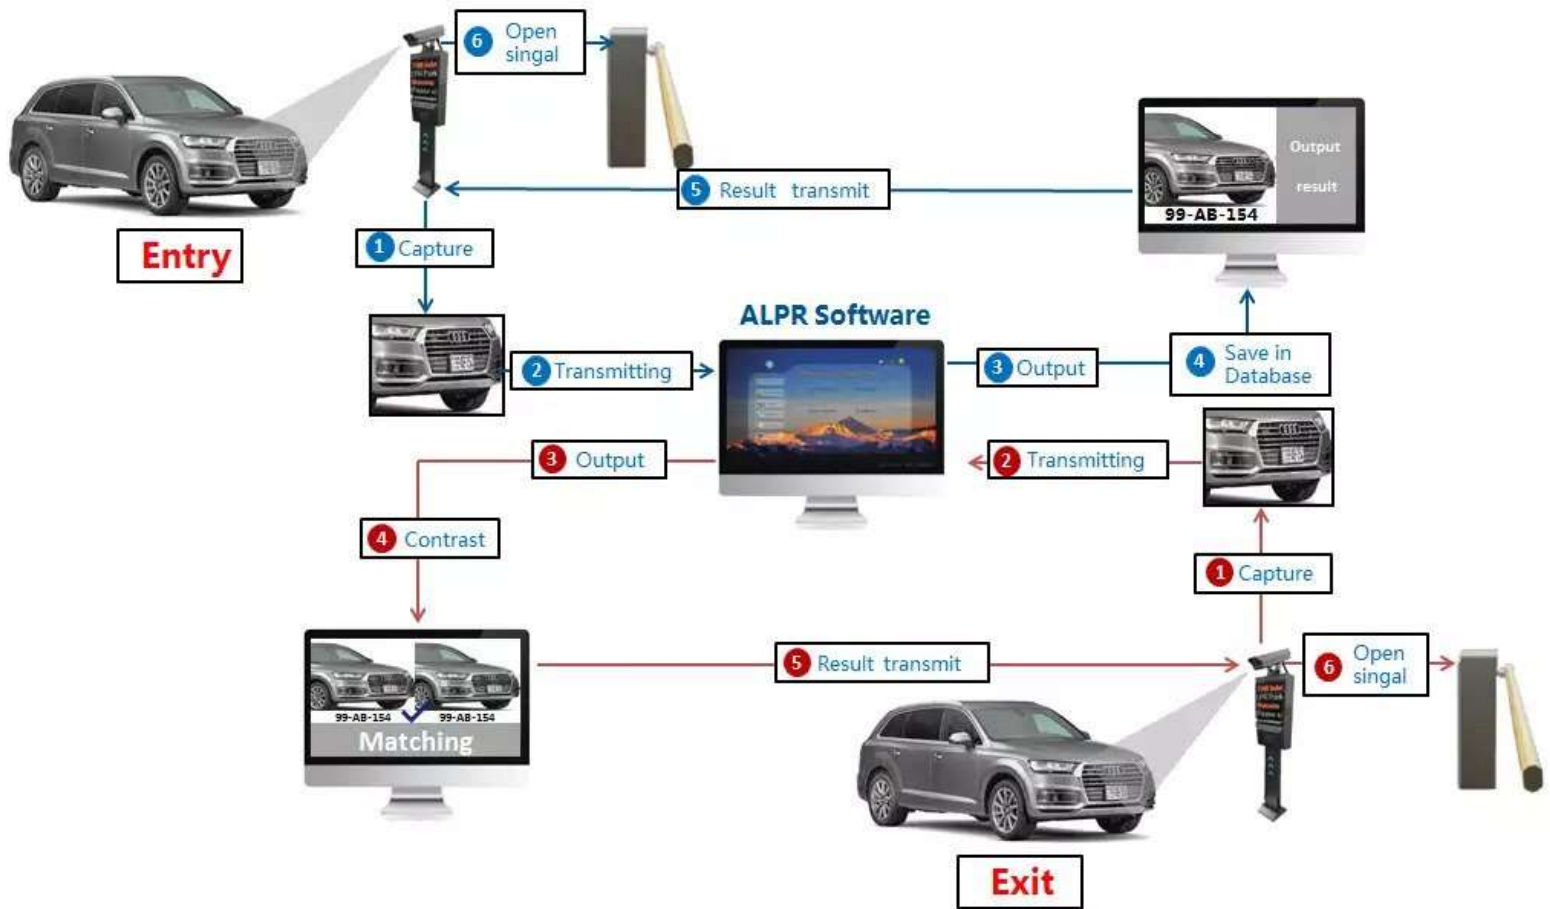 6 Open
singal
5 Result transmit
Output
result
99-AB-154
Entry
1 Capture
ALPR Software
2 Transmitting
3 Output
4 Save in
Database
3 Output
2 Transmitting
4 Contrast
1 Capture
99-AB-154
99-AB-154
Matching
5 Result transmit
6 Open
singal
Exit